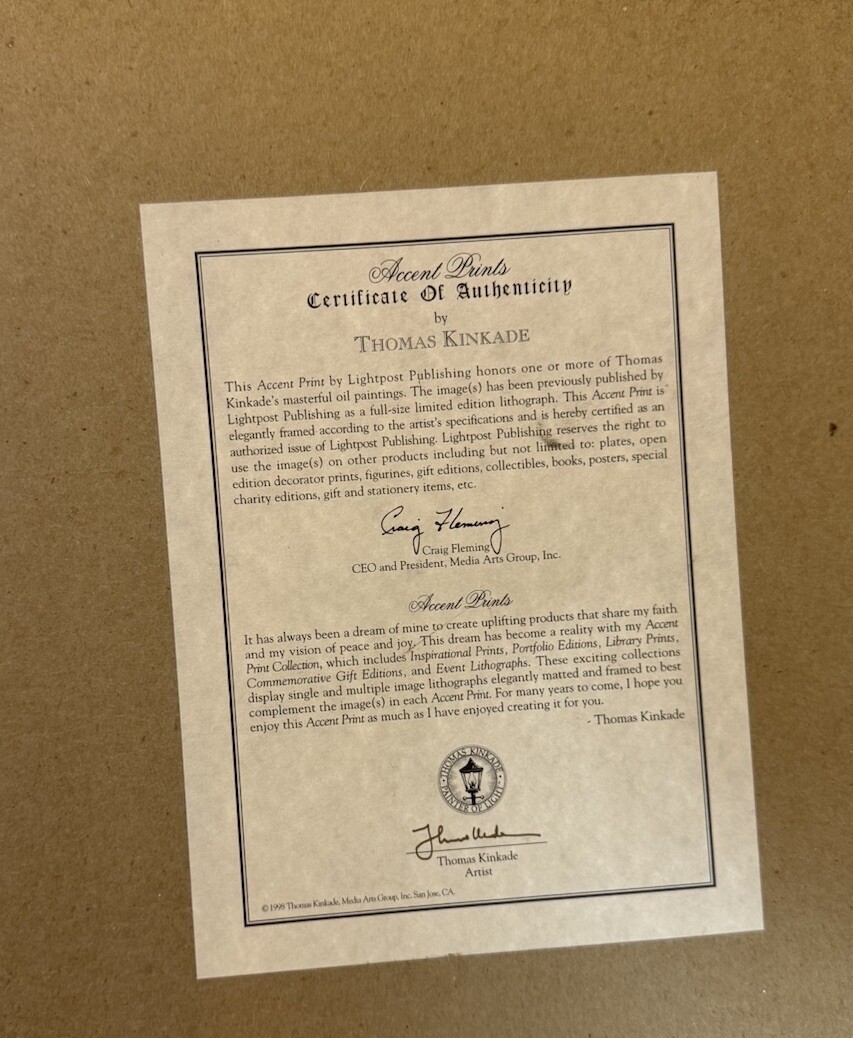 Accent Prints
Certificate Of Authenticity
by
THOMAS KINKADE
This Accent Print by Lightpost Publishing honors one or more of Thomas
Kinkade's masterful oil paintings. The image(s) has been previously published by
Lightpost Publishing as a full-size limited edition lithograph. This Accent Print is
elegantly framed according to the artist's specifications and is hereby certified as an
authorized issue of Lightpost Publishing. Lightpost Publishing reserves the right to
use the image(s) on other products including but not limited to: plates, open
edition decorator prints, figurines, gift editions, collectibles, books, posters, special
charity editions, gift and stationery items, etc.
Craig Fleming
Craig Fleming
CEO and President, Media Arts Group, Inc.
Accent Prints
It has always been a dream of mine to create uplifting products that share my faith
and my vision of peace and joy. This dream has become a reality with my Accent
Print Collection, which includes Inspirational Prints, Portfolio Editions, Library Prints,
Commemorative Gift Editions, and Event Lithographs. These exciting collections
display single and multiple image lithographs elegantly matted and framed to best
complement the image(s) in each Accent Print. For many years to come, I hope you
enjoy this Accent Print as much as I have enjoyed creating it for you.
- Thomas Kinkade
THOMAS KINKADE
PAINTER OF LIGHT
Thomas Kinkade
Artist
© 1998 Thomas Kinkade, Media Arts Group, Inc. San Jose, CA.